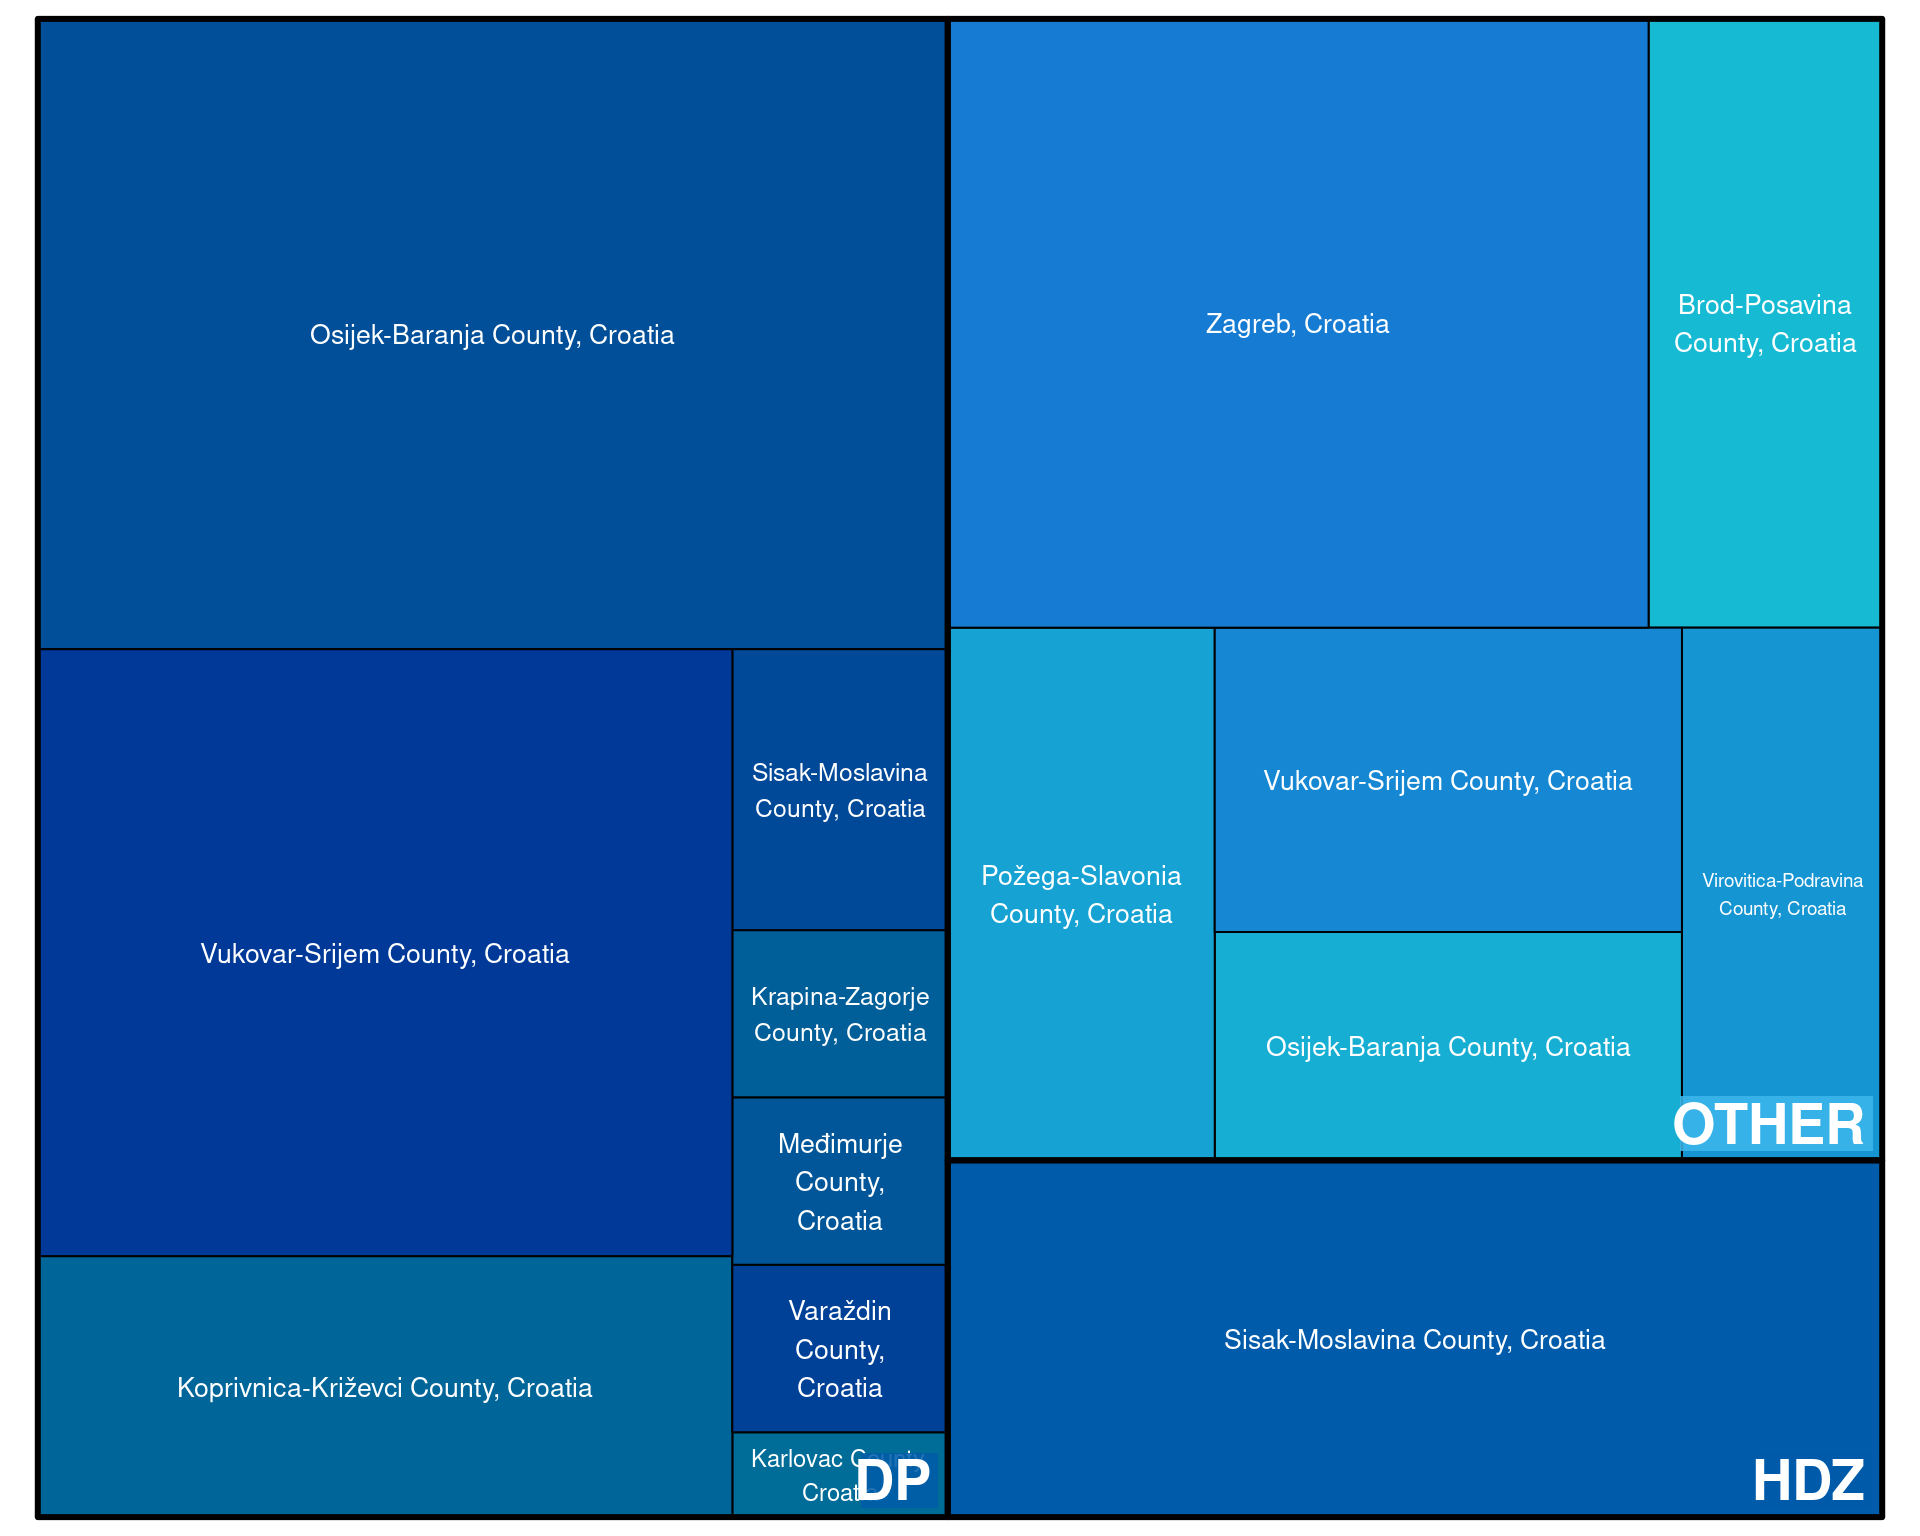 Osijek-Baranja County, Croatia
Vukovar-Srijem County, Croatia
Sisak-Moslavina
County, Croatia
Krapina-Zagorje
County, Croatia
Međimurje
County,
Croatia
Varaždin
County,
Croatia
Koprivnica-Križevci County, Croatia
Karlovac County,
Croatia
DP
Zagreb, Croatia
Brod-Posavina
County, Croatia
Požega-Slavonia
County, Croatia
Vukovar-Srijem County, Croatia
Osijek-Baranja County, Croatia
Virovitica-Podravina
County, Croatia
OTHER
Sisak-Moslavina County, Croatia
HDZ